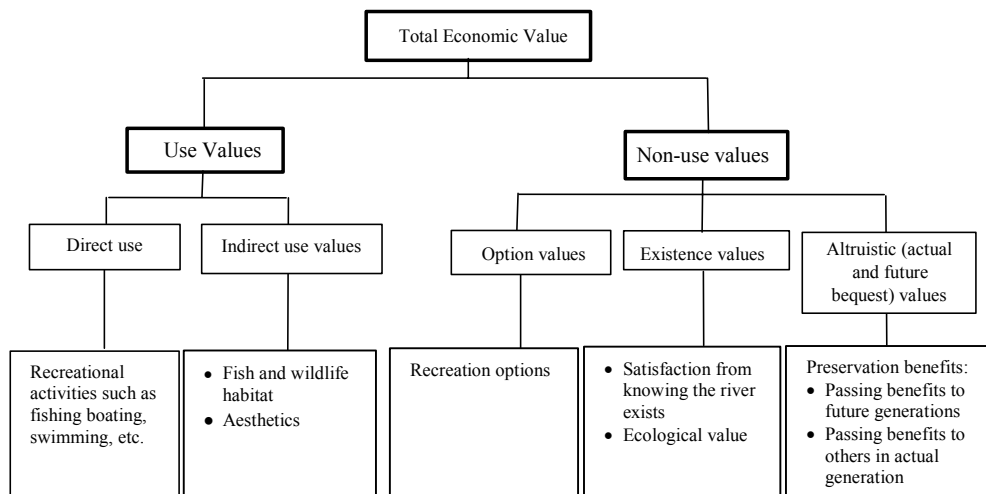 Total Economic Value
Use Values
Non-use values
Direct use
Indirect use values
Option values
Existence values
Altruistic (actual
and future
bequest) values
Recreational
activities such as
fishing boating,
swimming, etc.
• Fish and wildlife
habitat
• Aesthetics
Recreation options
• Satisfaction from
knowing the river
exists
• Ecological value
Preservation benefits:
• Passing benefits to
future generations
• Passing benefits to
others in actual
generation